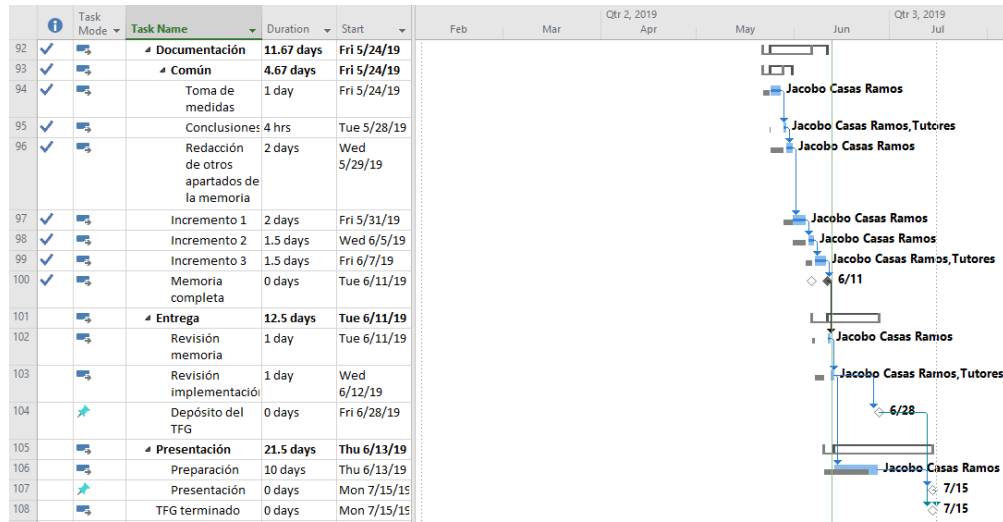 Qtr 2, 2019 Qtr 3, 2019
Task Mode Task Name Duration Start Feb Mar Apr May Jun Jul
92 Documentación 11.67 days Fri 5/24/19
93 Común 4.67 days Fri 5/24/19
94 Toma de medidas 1 day Fri 5/24/19 Jacobo Casas Ramos
95 Conclusiones 4 hrs Tue 5/28/19 Jacobo Casas Ramos,Tutores
96 Redacción de otros apartados de la memoria 2 days Wed 5/29/19 Jacobo Casas Ramos
97 Incremento 1 2 days Fri 5/31/19 Jacobo Casas Ramos
98 Incremento 2 1.5 days Wed 6/5/19 Jacobo Casas Ramos
99 Incremento 3 1.5 days Fri 6/7/19 Jacobo Casas Ramos,Tutores
100 Memoria completa 0 days Tue 6/11/19 6/11
101 Entrega 12.5 days Tue 6/11/19
102 Revisión memoria 1 day Tue 6/11/19 Jacobo Casas Ramos
103 Revisión implementació 1 day Wed 6/12/19 Jacobo Casas Ramos,Tutores
104 Depósito del TFG 0 days Fri 6/28/19 6/28
105 Presentación 21.5 days Thu 6/13/19
106 Preparación 10 days Thu 6/13/19 Jacobo Casas Ramos
107 Presentación 0 days Mon 7/15/19 7/15
108 TFG terminado 0 days Mon 7/15/19 7/15